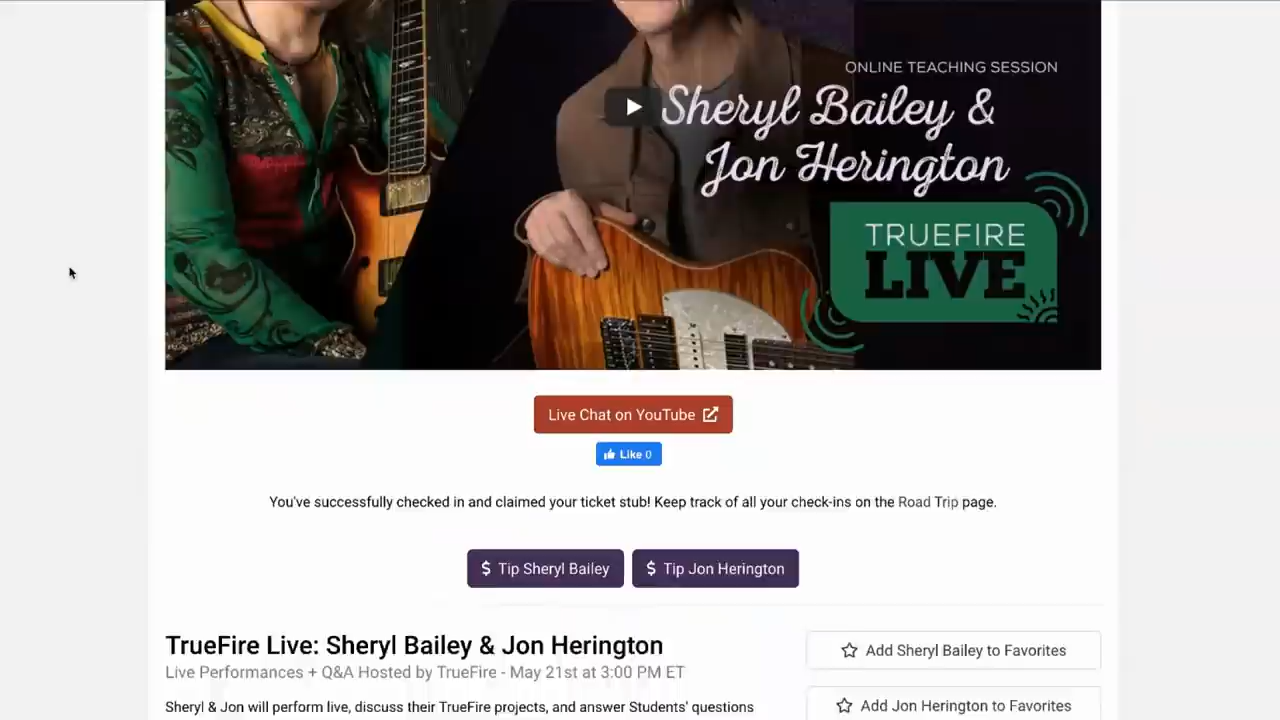 ONLINE TEACHING SESSION
Sheryl Bailey &
Jon Herington
TRUEFIRE
LIVE
Live Chat on YouTube
Like 0
You've successfully checked in and claimed your ticket stub! Keep track of all your check-ins on the Road Trip page.
$ Tip Sheryl Bailey
$ Tip Jon Herington
TrueFire Live: Sheryl Bailey & Jon Herington
Add Sheryl Bailey to Favorites
Live Performances + Q&A Hosted by TrueFire - May 21st at 3:00 PM ET
Sheryl & Jon will perform live, discuss their TrueFire projects, and answer Students' questions
Add Jon Herington to Favorites